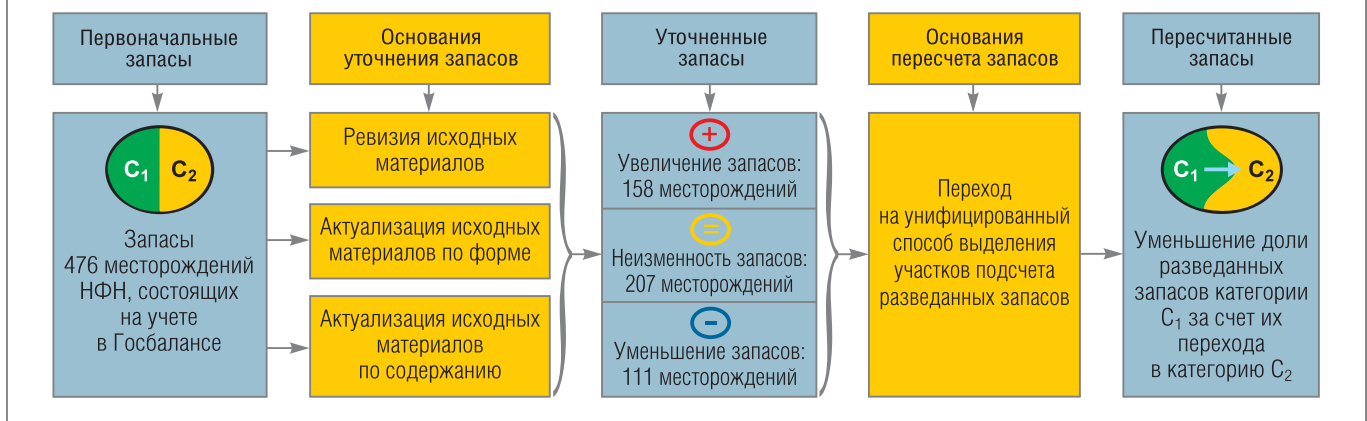 Первоначальные
запасы
Основания
уточнения запасов
Уточненные
запасы
Основания
пересчета запасов
Пересчитанные
запасы
C1 C2
Запасы
476 месторождений
НФН, состоящих
на учете
в Госбалансе
Ревизия исходных
материалов
Актуализация исходных
материалов по форме
Актуализация исходных
материалов
по содержанию
+
Увеличение запасов:
158 месторождений
=
Неизменность запасов:
207 месторождений
-
Уменьшение запасов:
111 месторождений
Переход
на унифицированный
способ выделения
участков подсчета
разведанных запасов
C1 C2
Уменьшение доли
разведанных
запасов категории
C1 за счет их
перехода
в категорию C2